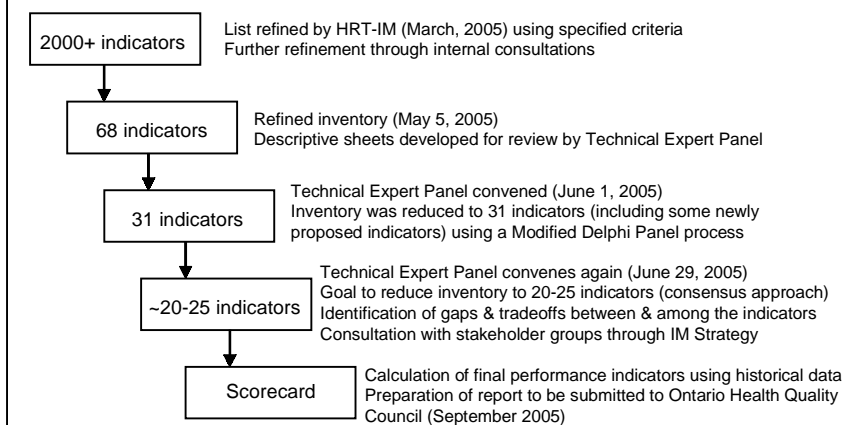 2000+ indicators
List refined by HRT-IM (March, 2005) using specified criteria
Further refinement through internal consultations
68 indicators
Refined inventory (May 5, 2005)
Descriptive sheets developed for review by Technical Expert Panel
31 indicators
Technical Expert Panel convened (June 1, 2005)
Inventory was reduced to 31 indicators (including some newly
proposed indicators) using a Modified Delphi Panel process
~20-25 indicators
Technical Expert Panel convenes again (June 29, 2005)
Goal to reduce inventory to 20-25 indicators (consensus approach)
Identification of gaps & tradeoffs between & among the indicators
Consultation with stakeholder groups through IM Strategy
Scorecard
Calculation of final performance indicators using historical data
Preparation of report to be submitted to Ontario Health Quality
Council (September 2005)